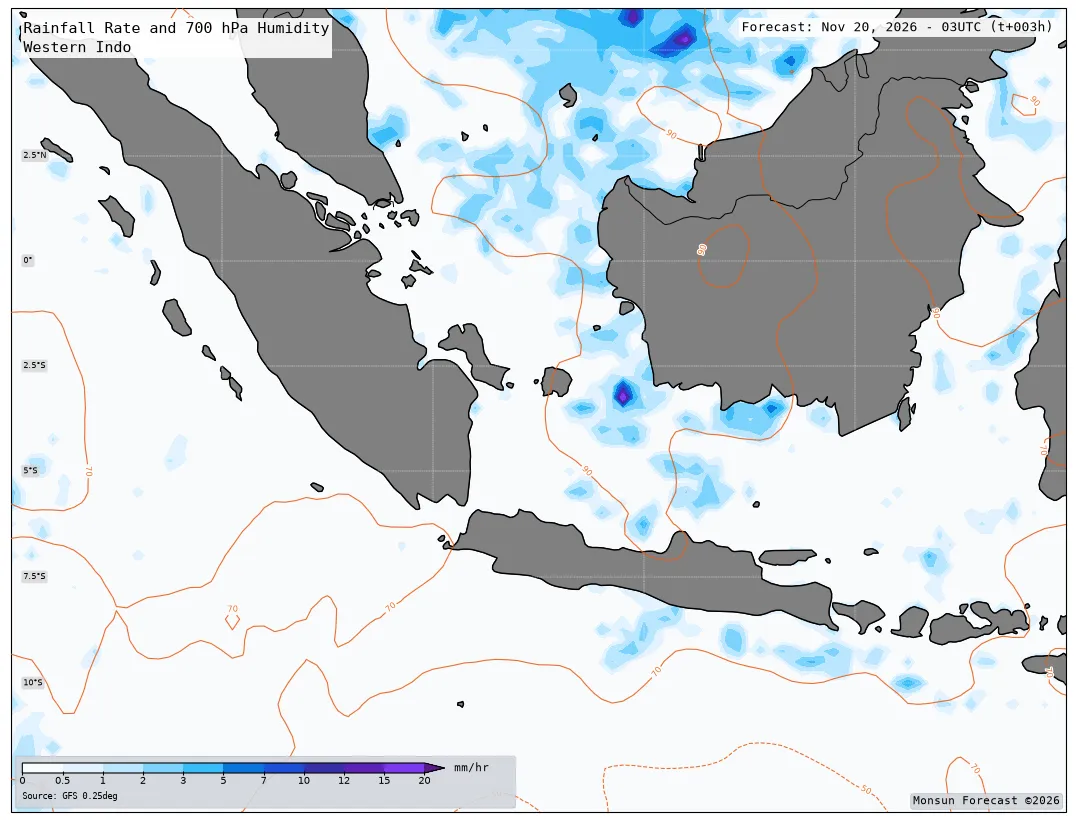 Rainfall Rate and 700 hPa Humidity
Western Indo
Forecast: Nov 20, 2026 - 03UTC (t+003h)
90
90
2.5°N
0°
90
90
2.5°S
70
5°S
70
90
7.5°S
70
70
70
10°S
70
70
50
0 0.5 1 2 3 5 7 10 12 15 20 mm/hr
Source: GFS 0.25deg
Monsun Forecast ©2026